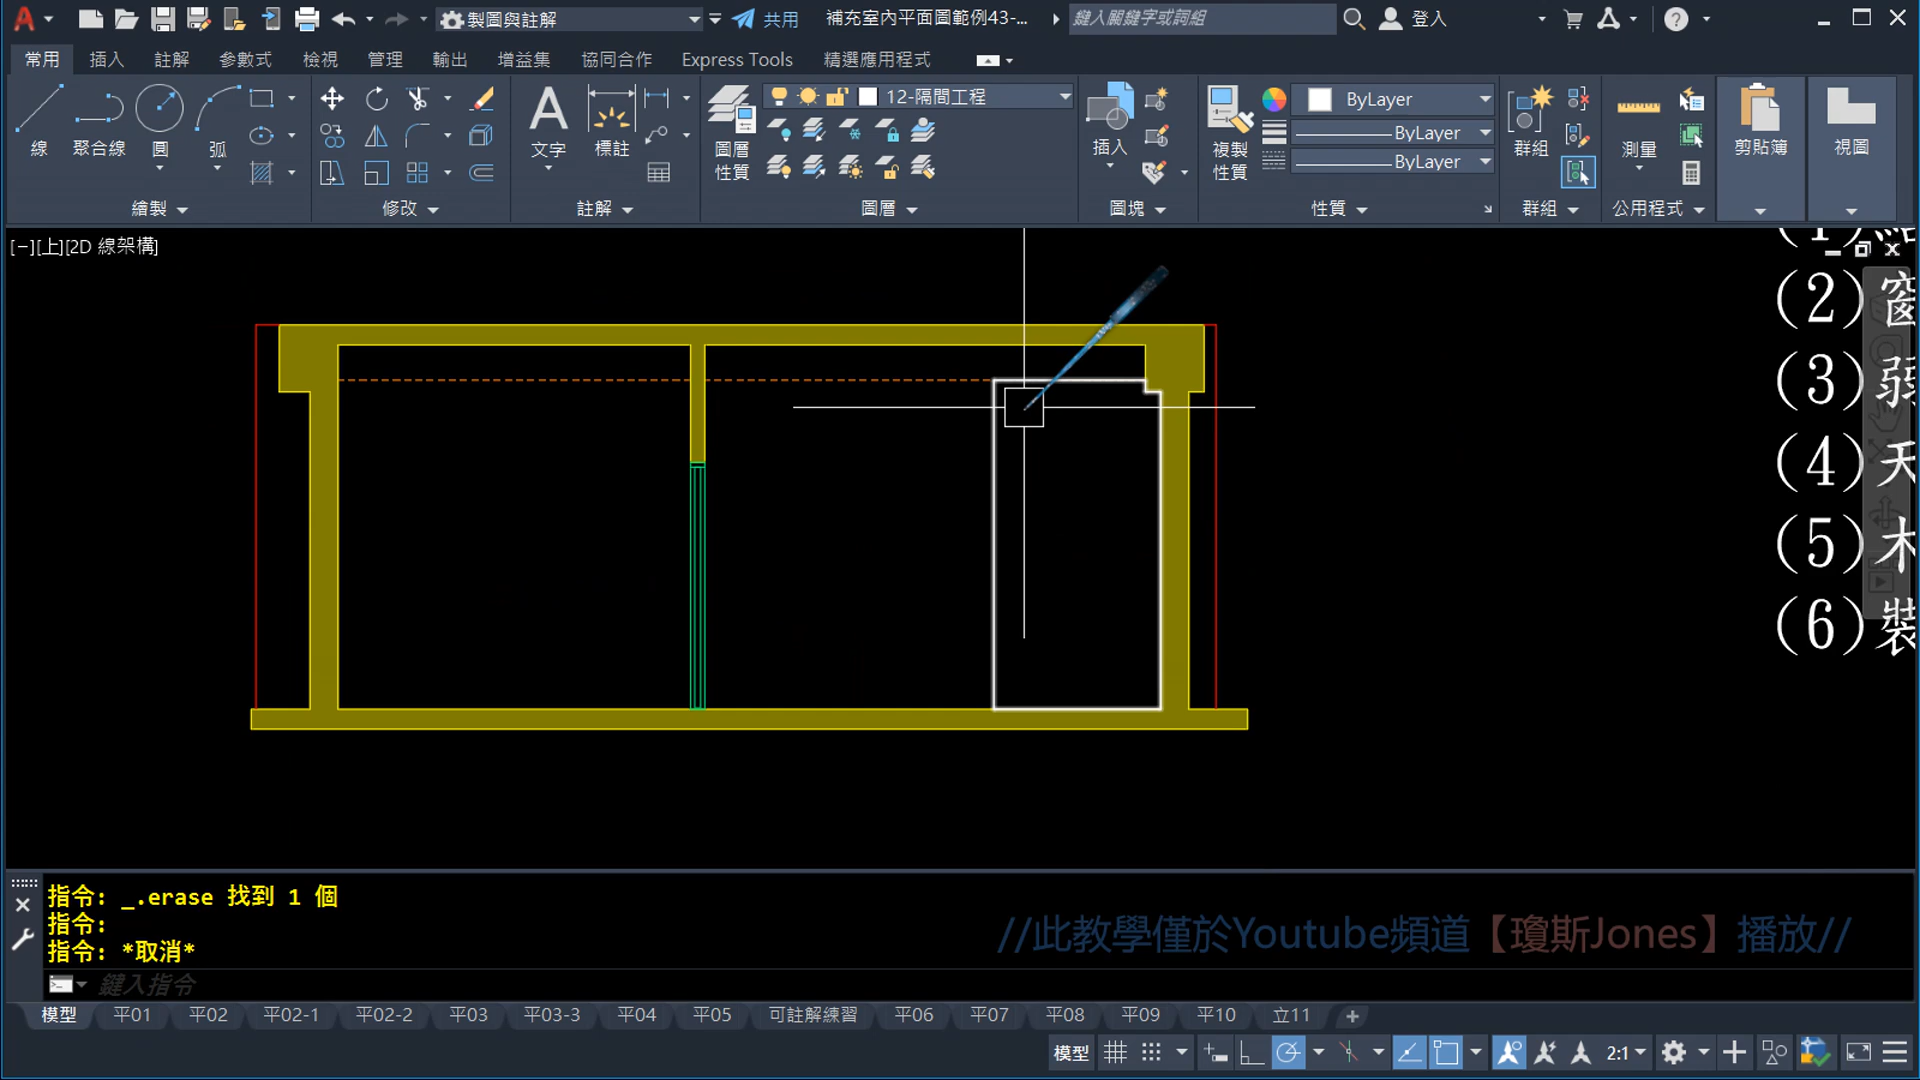 製圖與註解
共用
補充室內平面圖範例43-...
鍵入關鍵字或詞組
登入
常用
插入
註解
參數式
檢視
管理
輸出
增益集
協同合作
Express Tools
精選應用程式
線
聚合線
圓
弧
文字
標註
圖層
性質
12-隔間工程
插入
複製
性質
ByLayer
ByLayer
ByLayer
群組
測量
剪貼簿
視圖
繪製
修改
註解
圖層
圖塊
性質
群組
公用程式
[−][上][2D 線架構]
(1)
(2)窗
(3)弱
(4)天
(5)木
(6)裝
指令: _.erase 找到 1 個
指令:
指令: *取消*
鍵入指令
//此教學僅於Youtube頻道【瓊斯Jones】播放//
模型
平01
平02
平02-1
平02-2
平03
平03-3
平04
平05
可註解練習
平06
平07
平08
平09
平10
立11
模型
2:1